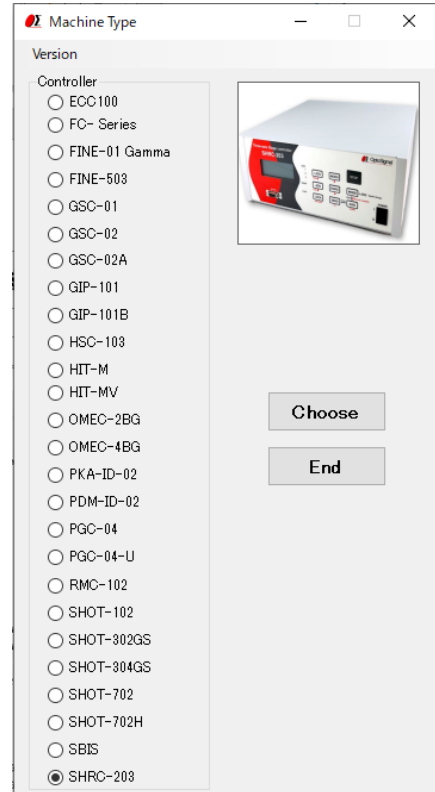 Machine Type
Version
Controller
ECC100
FC- Series
FINE-01 Gamma
FINE-503
GSC-01
GSC-02
GSC-02A
GIP-101
GIP-101B
HSC-103
HIT-M
HIT-MV
OMEC-2BG
OMEC-4BG
PKA-ID-02
PDM-ID-02
PGC-04
PGC-04-U
RMC-102
SHOT-102
SHOT-302GS
SHOT-304GS
SHOT-702
SHOT-702H
SBIS
SHRC-203
SHRC-203
OptoSigma
Choose
End